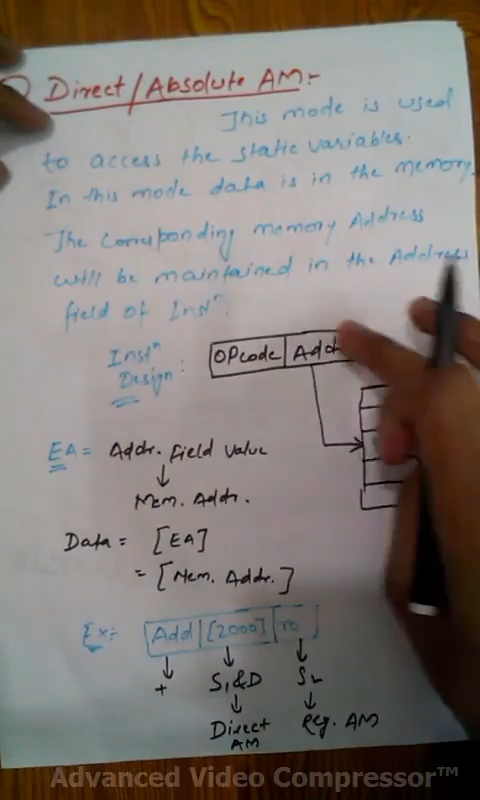 Direct/Absolute AM:-
This mode is used
to access the static variables.
In this mode data is in the memory.
The corrusponding memory Address
will be maintained in the Address
field of Instn.
Instn
Design:
OPcode | Addr
EA = Addr. field value
Mem. Addr.
Data = [EA]
= [Mem. Addr.]
Ex:- Add | [2000] | r0
+ S1&D S2
Direct AM
Reg. AM
Advanced Video Compressor™